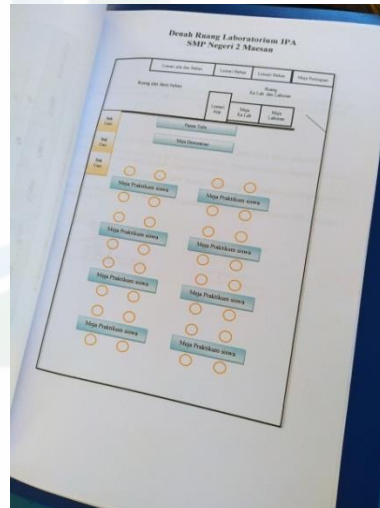 Denah Ruang Laboratorium IPA
SMP Negeri 2 Maesan
Lemari alat dan Bahan
Lemari Bahan
Lemari Bahan
Meja Persiapan
Ruang alat dan Bahan
Ruang
Ka Lab. dan Laboran
Lemari
Meja
Ka Lab
Meja
Laboran
Papan Tulis
Meja Demonstrasi
Meja Praktikum siswa
Meja Praktikum siswa
Meja Praktikum siswa
Meja Praktikum siswa
Meja Praktikum siswa
Meja Praktikum siswa
Meja Praktikum siswa
Meja Praktikum siswa